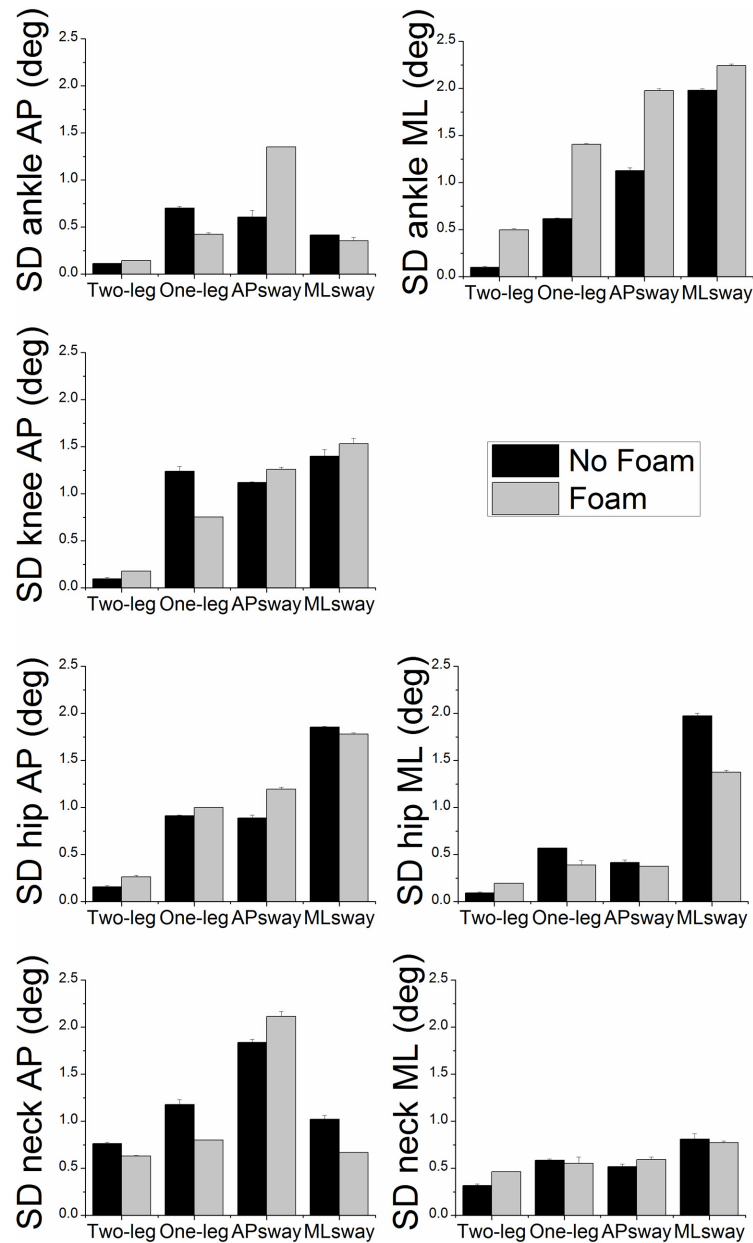 SD ankle AP (deg)
2.5
2.0
1.5
1.0
0.5
0.0
Two-leg One-leg APsway MLsway
SD ankle ML (deg)
2.5
2.0
1.5
1.0
0.5
0.0
Two-leg One-leg APsway MLsway
SD knee AP (deg)
2.5
2.0
1.5
1.0
0.5
0.0
Two-leg One-leg APsway MLsway
No Foam
Foam
SD hip AP (deg)
2.5
2.0
1.5
1.0
0.5
0.0
Two-leg One-leg APsway MLsway
SD hip ML (deg)
2.5
2.0
1.5
1.0
0.5
0.0
Two-leg One-leg APsway MLsway
SD neck AP (deg)
2.5
2.0
1.5
1.0
0.5
0.0
Two-leg One-leg APsway MLsway
SD neck ML (deg)
2.5
2.0
1.5
1.0
0.5
0.0
Two-leg One-leg APsway MLsway